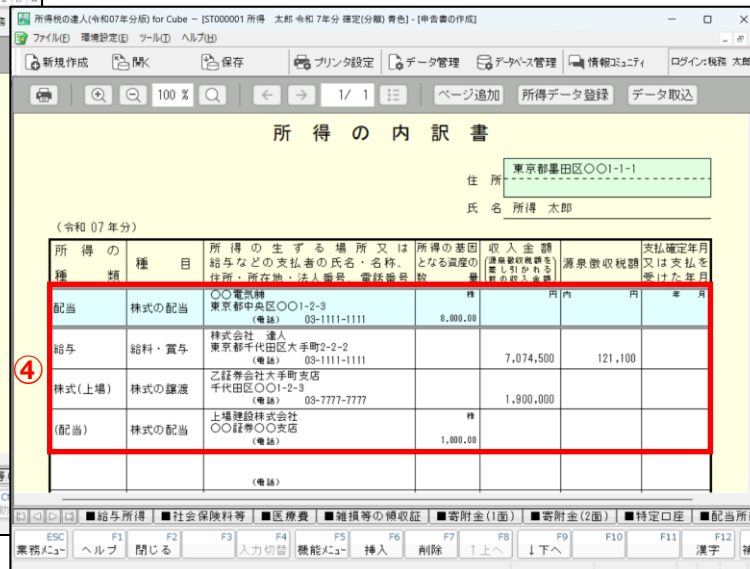 所得税の達人(令和07年分版) for Cube - [ST000001 所得　太郎 令和 7年分 確定(分離) 青色] - [申告書の作成]
ファイル(F) 環境設定(E) ツール(T) ヘルプ(H)
新規作成 開く 保存 プリンタ設定 データ管理 データベース管理 情報コミュニティ ログイン:税務 太郎
100 % 1/ 1 ページ追加 所得データ登録 データ取込
所得の内訳書
住所 東京都墨田区〇〇1-1-1
氏名 所得 太郎
(令和 07 年分)
所得の種類 種目 所得の生ずる場所又は給与などの支払者の氏名・名称、住所・所在地・法人番号、電話番号 所得の基因となる資産の数量 収入金額(源泉徴収税額を差し引かれる前の収入金額) 源泉徴収税額 支払確定年月又は支払を受けた年月
配当 株式の配当 〇〇電気㈱ 株 円 内 円 年 月
東京都中央区〇〇1-2-3
(電話) 03-1111-1111 8,000.00
給与 給料・賞与 株式会社 達人
東京都千代田区大手町2-2-2
(電話) 03-1111-1111 7,074,500 121,100
④
株式(上場) 株式の譲渡 乙証券会社大手町支店
千代田区〇〇1-2-3
(電話) 03-7777-7777 1,900,000
(配当) 株式の配当 上場建設株式会社 株
〇〇証券〇〇支店
(電話) 1,000.00
(電話)
■給与所得 ■社会保険料等 ■医療費 ■雑損等の領収証 ■寄附金(1面) ■寄附金(2面) ■特定口座 ■配当所
ESC F1 F2 F3 F4 F5 F6 F7 F8 F9 F10 F11 F12
業務メニュー ヘルプ 閉じる 入力切替 機能メニュー 挿入 削除 ↑上へ ↓下へ 漢字